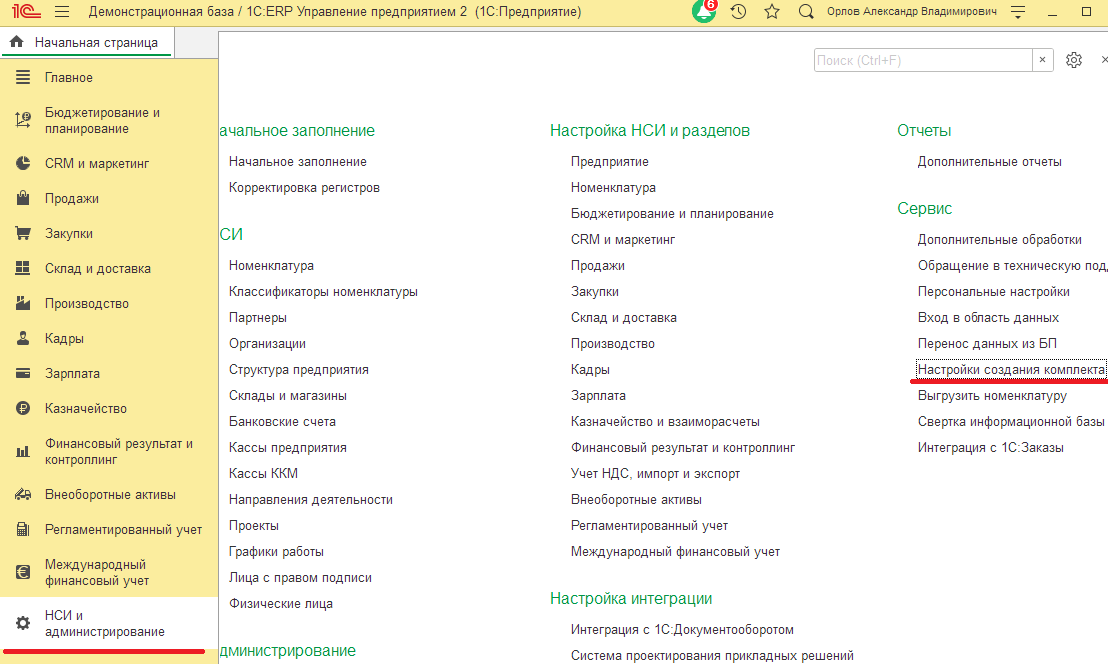 1С Демонстрационная база / 1С:ERP Управление предприятием 2 (1С:Предприятие) 6 Орлов Александр Владимирович
Начальная страница
Поиск (Ctrl+F)
Главное
Бюджетирование и
планирование
CRM и маркетинг
Продажи
Закупки
Склад и доставка
Производство
Кадры
Зарплата
Казначейство
Финансовый результат и
контроллинг
Внеоборотные активы
Регламентированный учет
Международный
финансовый учет
НСИ и
администрирование
ачальное заполнение
Начальное заполнение
Корректировка регистров
СИ
Номенклатура
Классификаторы номенклатуры
Партнеры
Организации
Структура предприятия
Склады и магазины
Банковские счета
Кассы предприятия
Кассы ККМ
Направления деятельности
Проекты
Графики работы
Лица с правом подписи
Физические лица
дминистрирование
Настройка НСИ и разделов
Предприятие
Номенклатура
Бюджетирование и планирование
CRM и маркетинг
Продажи
Закупки
Склад и доставка
Производство
Кадры
Зарплата
Казначейство и взаиморасчеты
Финансовый результат и контроллинг
Учет НДС, импорт и экспорт
Внеоборотные активы
Регламентированный учет
Международный финансовый учет
Настройка интеграции
Интеграция с 1С:Документооборотом
Система проектирования прикладных решений
Отчеты
Дополнительные отчеты
Сервис
Дополнительные обработки
Обращение в техническую под
Персональные настройки
Вход в область данных
Перенос данных из БП
Настройки создания комплекта
Выгрузить номенклатуру
Свертка информационной базы
Интеграция с 1С:Заказы